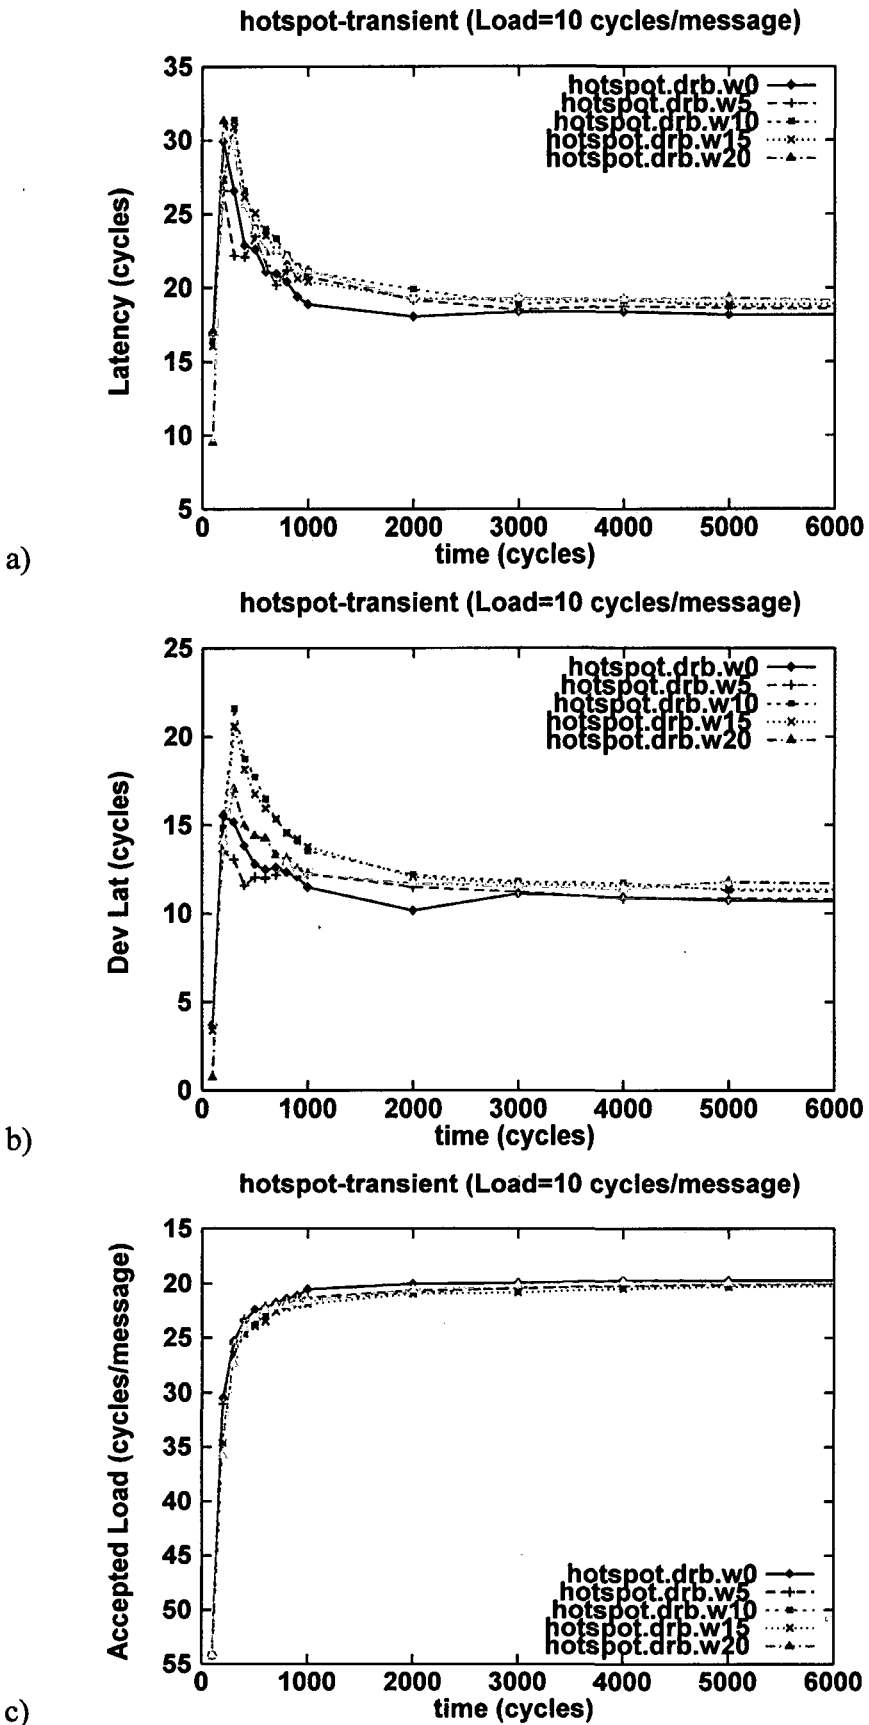 hotspot-transient (Load=10 cycles/message)
35
30
25
20
15
10
5
Latency (cycles)
hotspot.drb.w0
hotspot.drb.w5
hotspot.drb.w10
hotspot.drb.w15
hotspot.drb.w20
0 1000 2000 3000 4000 5000 6000
time (cycles)
a)
hotspot-transient (Load=10 cycles/message)
25
20
15
10
5
0
Dev Lat (cycles)
hotspot.drb.w0
hotspot.drb.w5
hotspot.drb.w10
hotspot.drb.w15
hotspot.drb.w20
0 1000 2000 3000 4000 5000 6000
time (cycles)
b)
hotspot-transient (Load=10 cycles/message)
15
20
25
30
35
40
45
50
55
Accepted Load (cycles/message)
hotspot.drb.w0
hotspot.drb.w5
hotspot.drb.w10
hotspot.drb.w15
hotspot.drb.w20
0 1000 2000 3000 4000 5000 6000
time (cycles)
c)